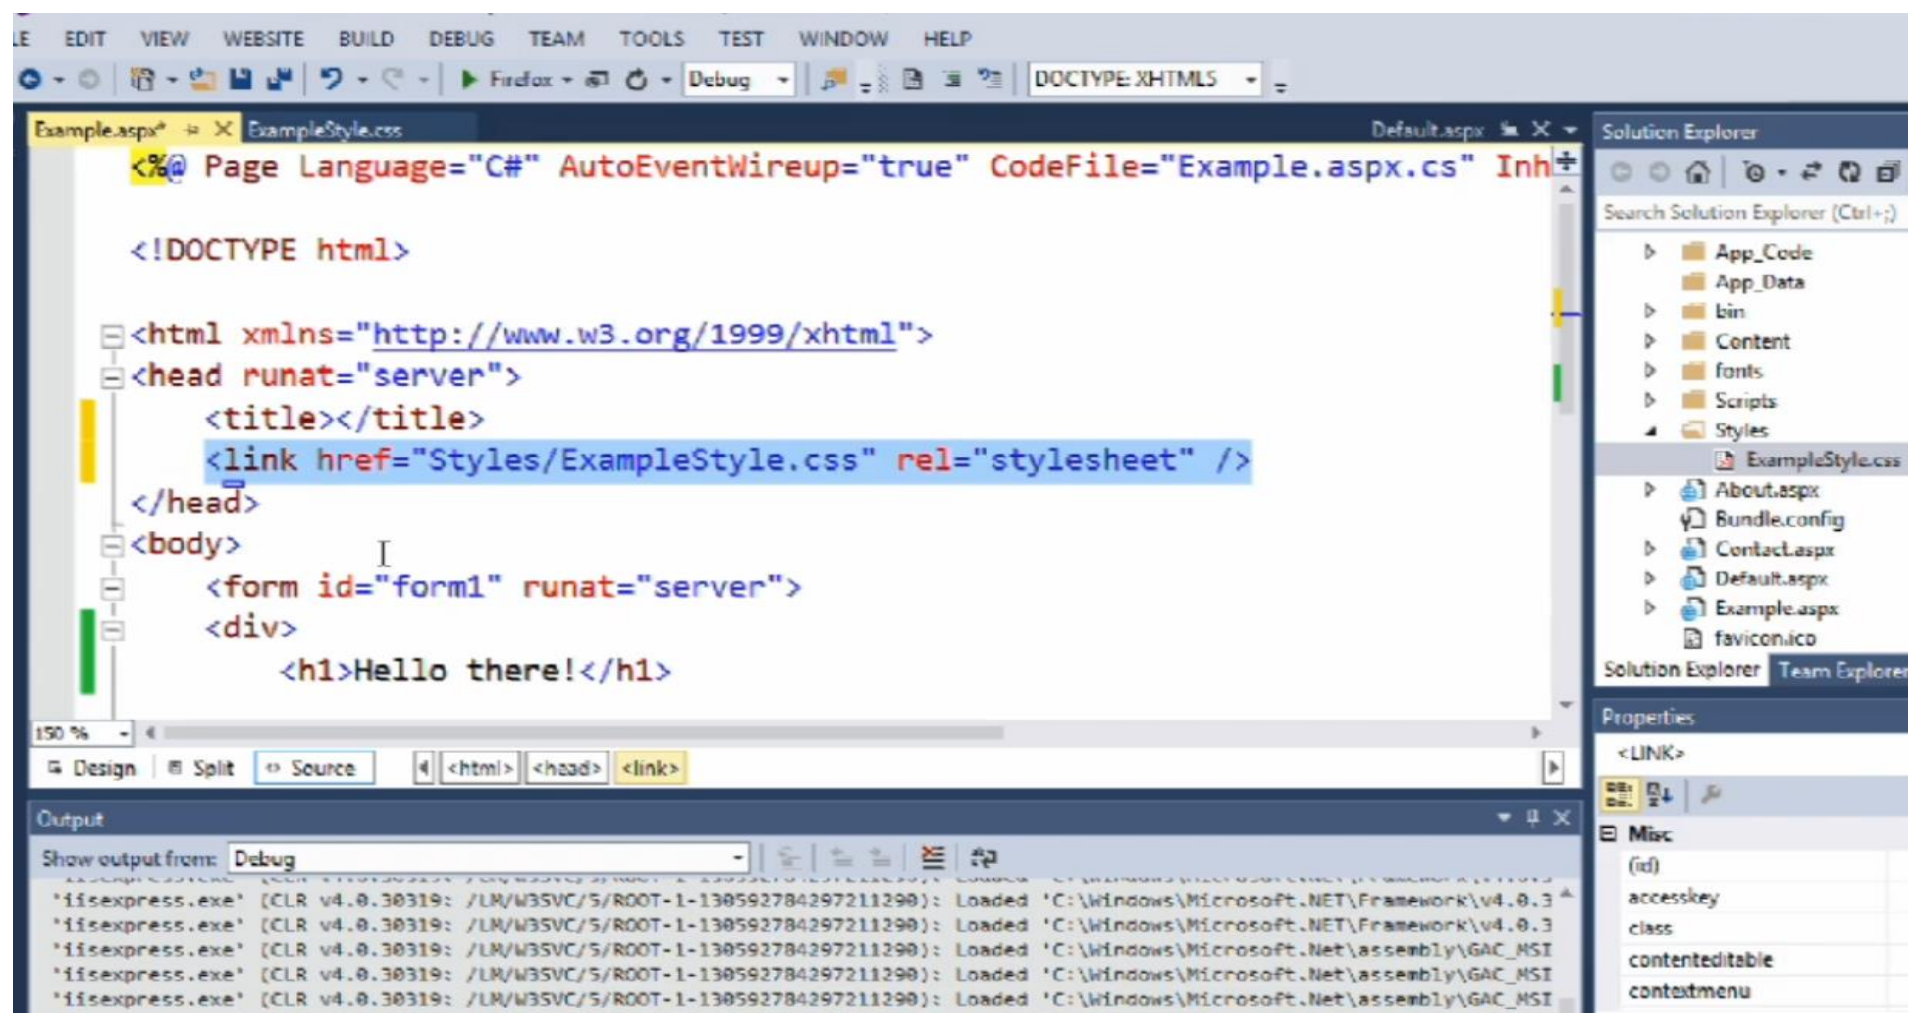 LE EDIT VIEW WEBSITE BUILD DEBUG TEAM TOOLS TEST WINDOW HELP
Firefox Debug DOCTYPE: XHTML5
Example.aspx* ExampleStyle.css Default.aspx
<%@ Page Language="C#" AutoEventWireup="true" CodeFile="Example.aspx.cs" Inh
<!DOCTYPE html>
<html xmlns="http://www.w3.org/1999/xhtml">
<head runat="server">
<title></title>
<link href="Styles/ExampleStyle.css" rel="stylesheet" />
</head>
<body>
<form id="form1" runat="server">
<div>
<h1>Hello there!</h1>
150 %
Design Split Source <html> <head> <link>
Output
Show output from: Debug
'iisexpress.exe' (CLR v4.0.30319: /LM/W3SVC/5/ROOT-1-130592784297211290): Loaded 'C:\Windows\Microsoft.NET\Framework\v4.0.3
'iisexpress.exe' (CLR v4.0.30319: /LM/W3SVC/5/ROOT-1-130592784297211290): Loaded 'C:\Windows\Microsoft.NET\Framework\v4.0.3
'iisexpress.exe' (CLR v4.0.30319: /LM/W3SVC/5/ROOT-1-130592784297211290): Loaded 'C:\Windows\Microsoft.Net\assembly\GAC_MSI
'iisexpress.exe' (CLR v4.0.30319: /LM/W3SVC/5/ROOT-1-130592784297211290): Loaded 'C:\Windows\Microsoft.Net\assembly\GAC_MSI
'iisexpress.exe' (CLR v4.0.30319: /LM/W3SVC/5/ROOT-1-130592784297211290): Loaded 'C:\Windows\Microsoft.Net\assembly\GAC_MSI
Solution Explorer
Search Solution Explorer (Ctrl+;)
App_Code
App_Data
bin
Content
fonts
Scripts
Styles
ExampleStyle.css
About.aspx
Bundle.config
Contact.aspx
Default.aspx
Example.aspx
favicon.ico
Solution Explorer Team Explorer
Properties
<LINK>
Misc
(id)
accesskey
class
contenteditable
contextmenu